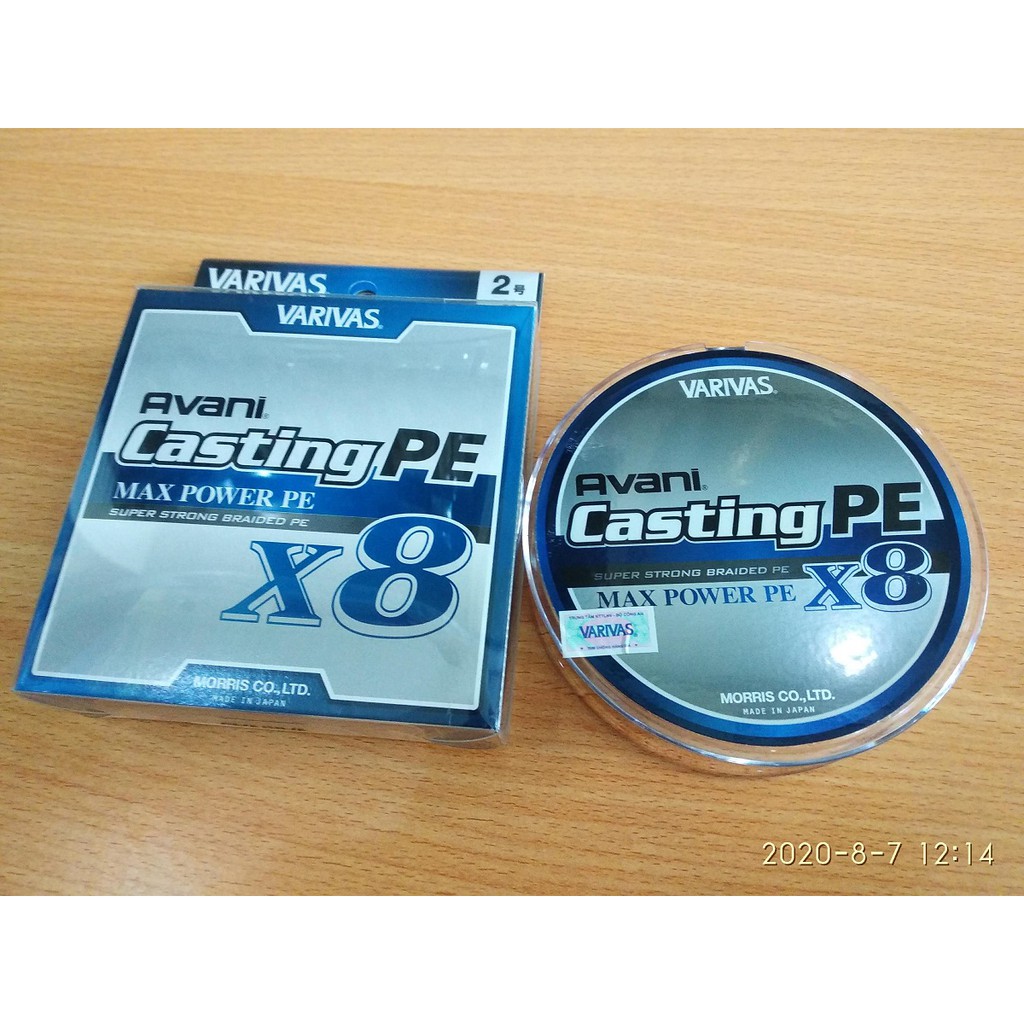 VARIVAS
2号
VARIVAS®
Avani®
Casting PE
MAX POWER PE
SUPER STRONG BRAIDED PE
X8
MORRIS CO., LTD.
MADE IN JAPAN
VARIVAS®
Avani®
Casting PE
SUPER STRONG BRAIDED PE
MAX POWER PE X8
VARIVAS
MORRIS CO., LTD.
MADE IN JAPAN
2020-8-7 12:14